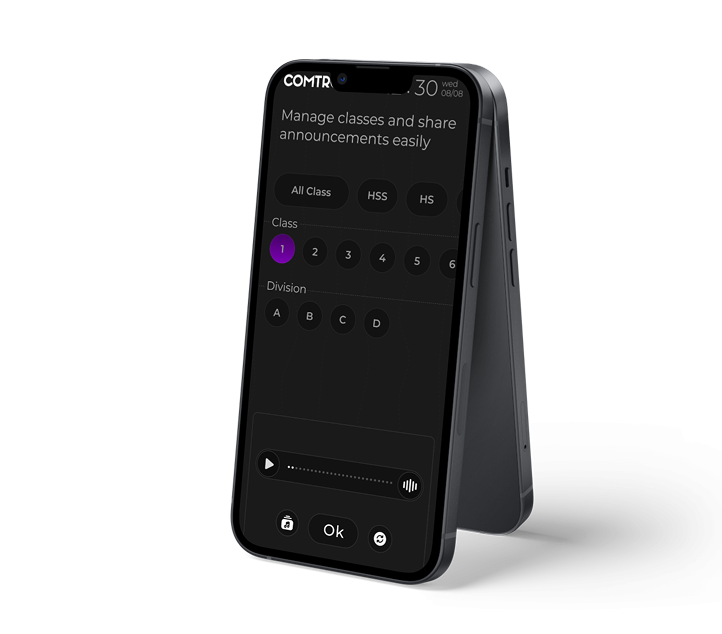 COMTR
30 wed
08/08
Manage classes and share
announcements easily
All Class HSS HS
Class
1 2 3 4 5 6
Division
A B C D
Ok